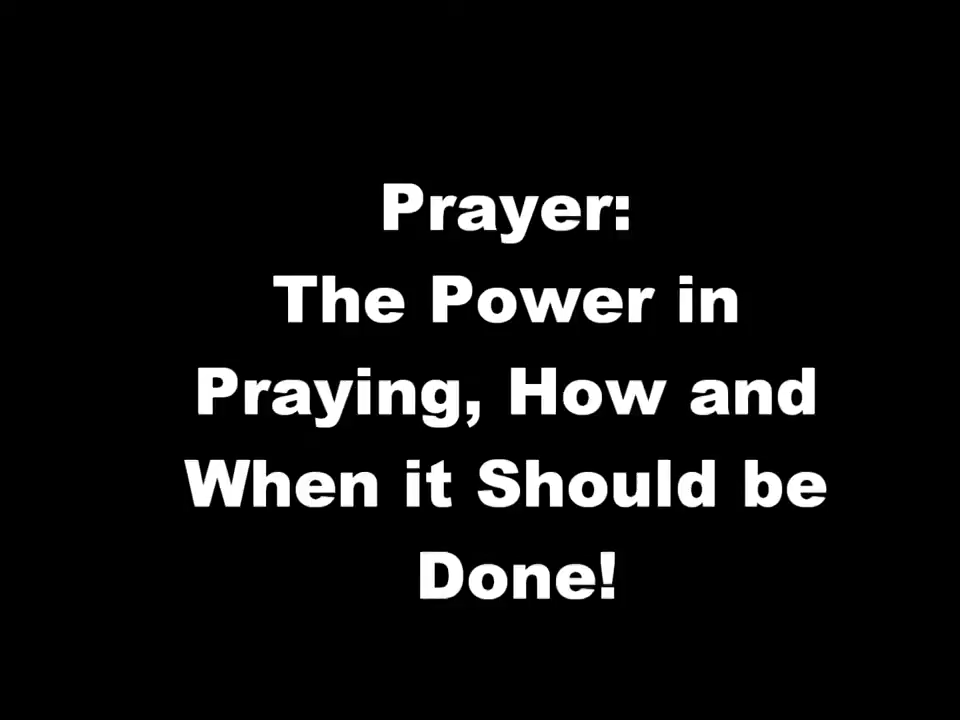 Prayer:
The Power in
Praying, How and
When it Should be
Done!